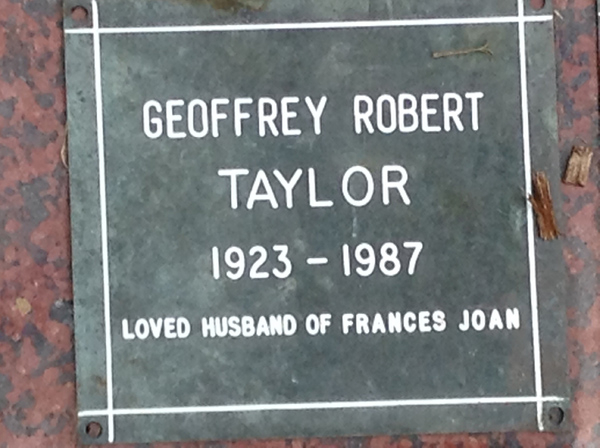 GEOFFREY ROBERT
TAYLOR
1923 - 1987
LOVED HUSBAND OF FRANCES JOAN